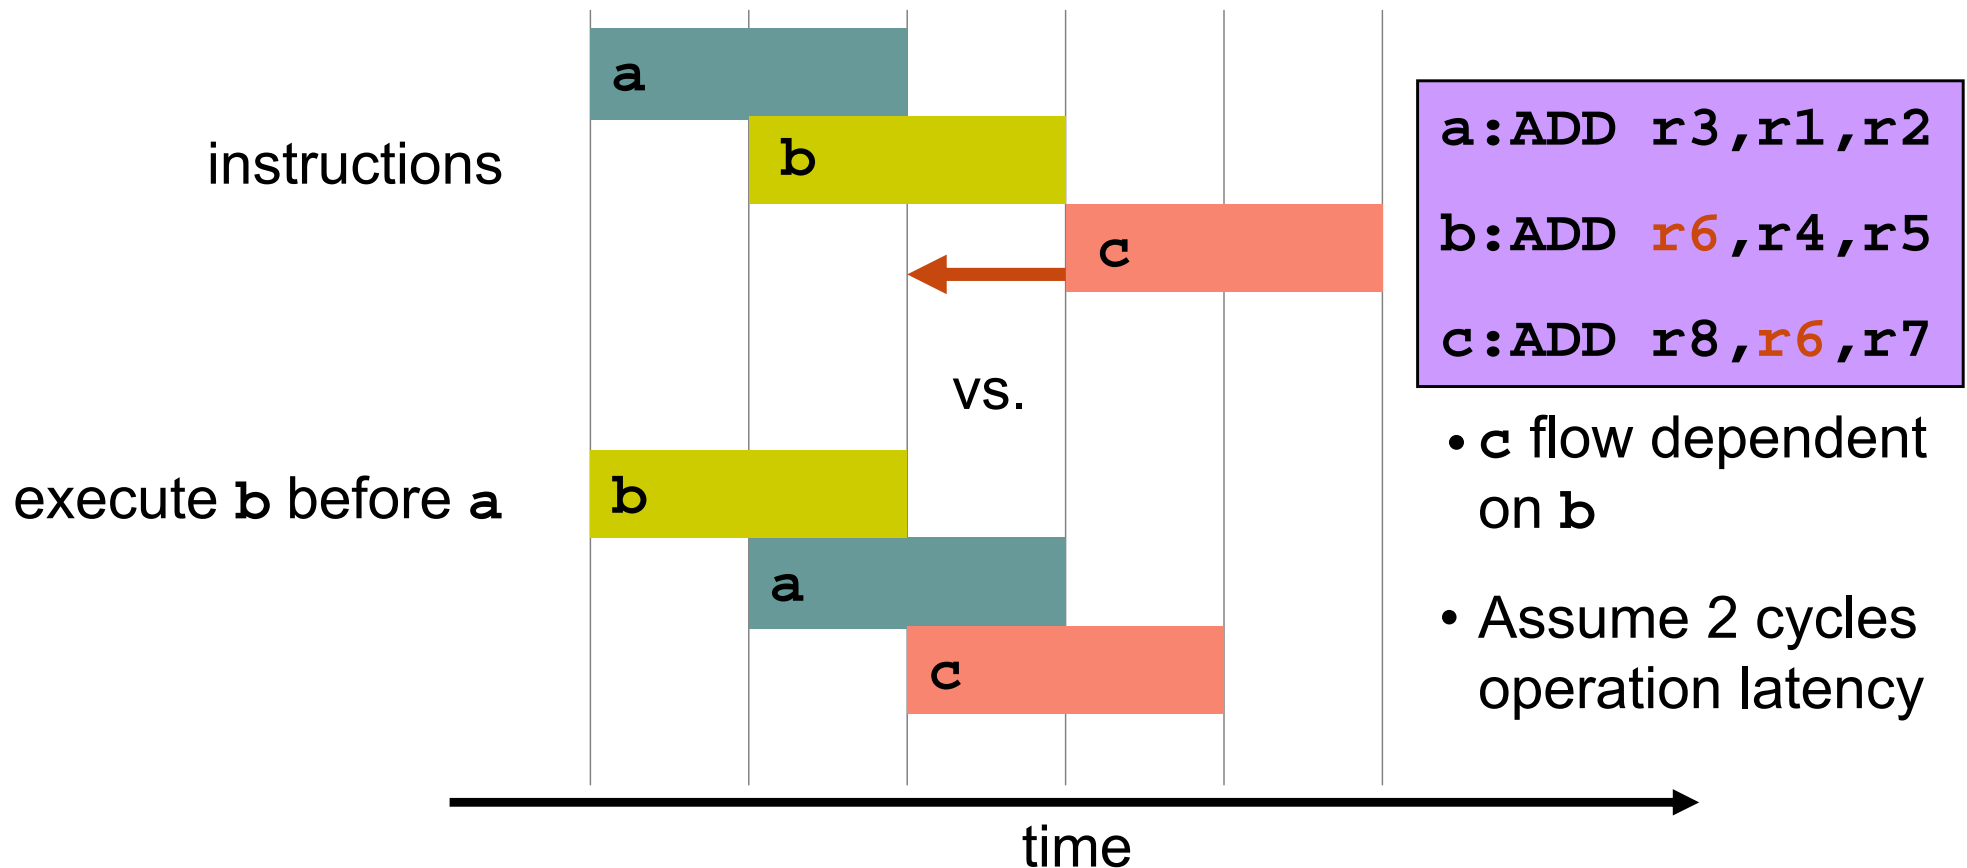 a
instructions
b
c
vs.
execute b before a
b
a
c
time
a:ADD r3,r1,r2
b:ADD r6,r4,r5
c:ADD r8,r6,r7
• c flow dependent
on b
• Assume 2 cycles
operation latency